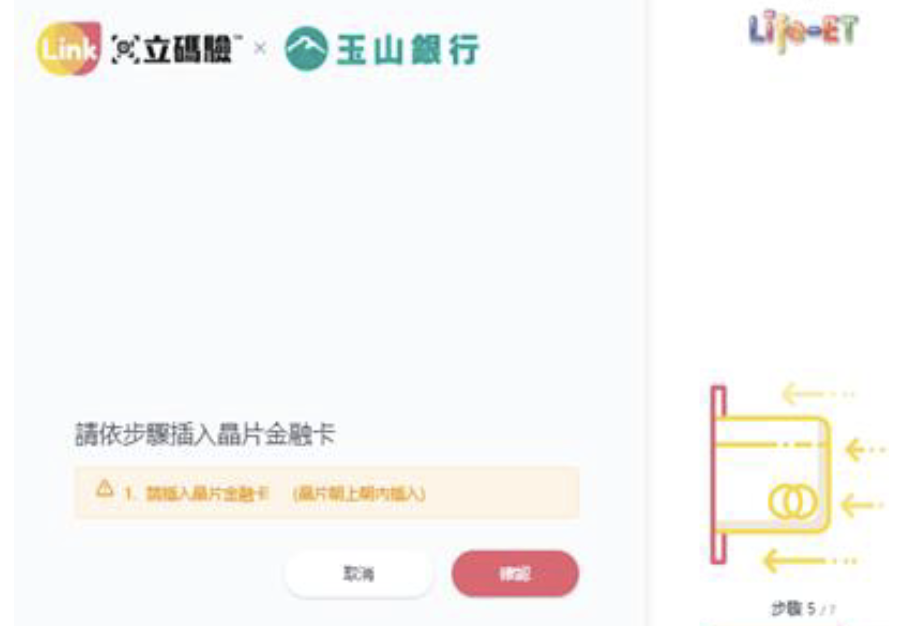 Link 立碼驗™ × 玉山銀行
Life-ET
請依步驟插入晶片金融卡
1. 請插入晶片金融卡 (晶片朝上朝內插入)
取消
確認
步驟 5 / 7